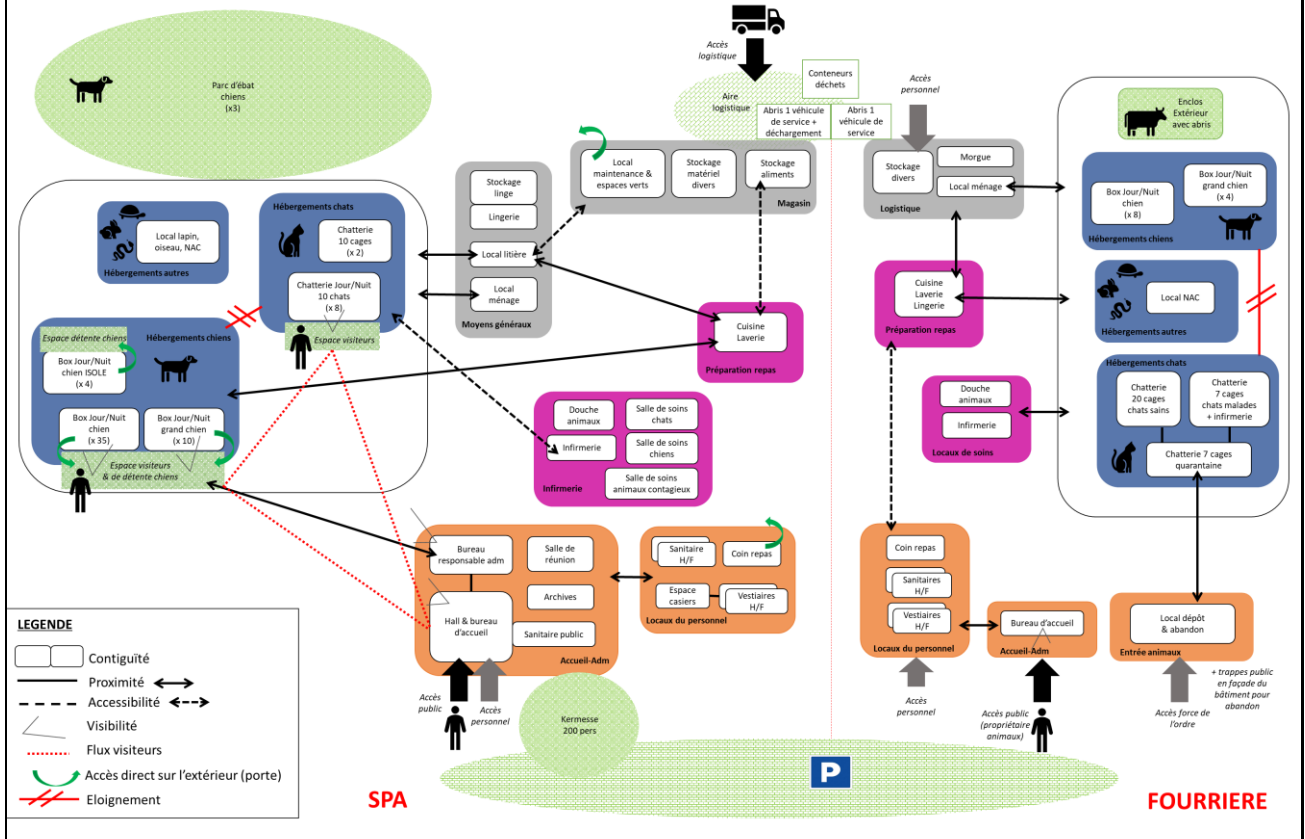 Accès
logistique
Parc d'ébat
chiens
(x3)
Aire
logistique
Conteneurs
déchets
Abris 1
véhicule
de service +
déchargement
Abris 1
véhicule de
service
Accès
personnel
Enclos
Extérieur
avec abris
Local
maintenance &
espaces verts
Stockage
matériel
divers
Stockage
aliments
Magasin
Stockage
divers
Morgue
Local ménage
Logistique
Box Jour/Nuit
chien
(x 8)
Box Jour/Nuit
grand chien
(x 4)
Hébergements chiens
Stockage
linge
Lingerie
Local litière
Local
ménage
Moyens généraux
Local lapin,
oiseau, NAC
Hébergements autres
Hébergements chats
Chatterie
10 cages
(x 2)
Chatterie Jour/Nuit
10 chats
(x 8)
Espace visiteurs
Cuisine
Laverie
Lingerie
Préparation repas
Local NAC
Hébergements autres
Cuisine
Laverie
Préparation repas
Espace détente chiens
Hébergements chiens
Box Jour/Nuit
chien ISOLE
(x 4)
Box Jour/Nuit
chien
(x 35)
Box Jour/Nuit
grand chien
(x 10)
Espace visiteurs
& de détente chiens
Hébergements chats
Chatterie
20 cages
chats sains
Chatterie
7 cages
chats malades
+ infirmerie
Chatterie 7 cages
quarantaine
Douche
animaux
Infirmerie
Locaux de soins
Douche
animaux
Infirmerie
Salle de soins
chats
Salle de soins
chiens
Salle de soins
animaux contagieux
Infirmerie
Bureau
responsable adm
Salle de
réunion
Archives
Hall & bureau
d'accueil
Sanitaire public
Accueil-Adm
Sanitaire
H/F
Coin repas
Espace
casiers
Vestiaires
H/F
Locaux du personnel
Coin repas
Sanitaires
H/F
Vestiaires
H/F
Locaux du personnel
Bureau d'accueil
Accueil-Adm
Local dépôt
& abandon
Entrée animaux
LEGENDE
Contiguïté
Proximité
Accessibilité
Visibilité
Flux visiteurs
Accès direct sur l'extérieur (porte)
Eloignement
Accès
public
Accès
personnel
Kermesse
200 pers
Accès
personnel
Accès public
(propriétaire
animaux)
Accès force de
l'ordre
+ trappes public
en façade du
bâtiment pour
abandon
P
SPA
FOURRIERE